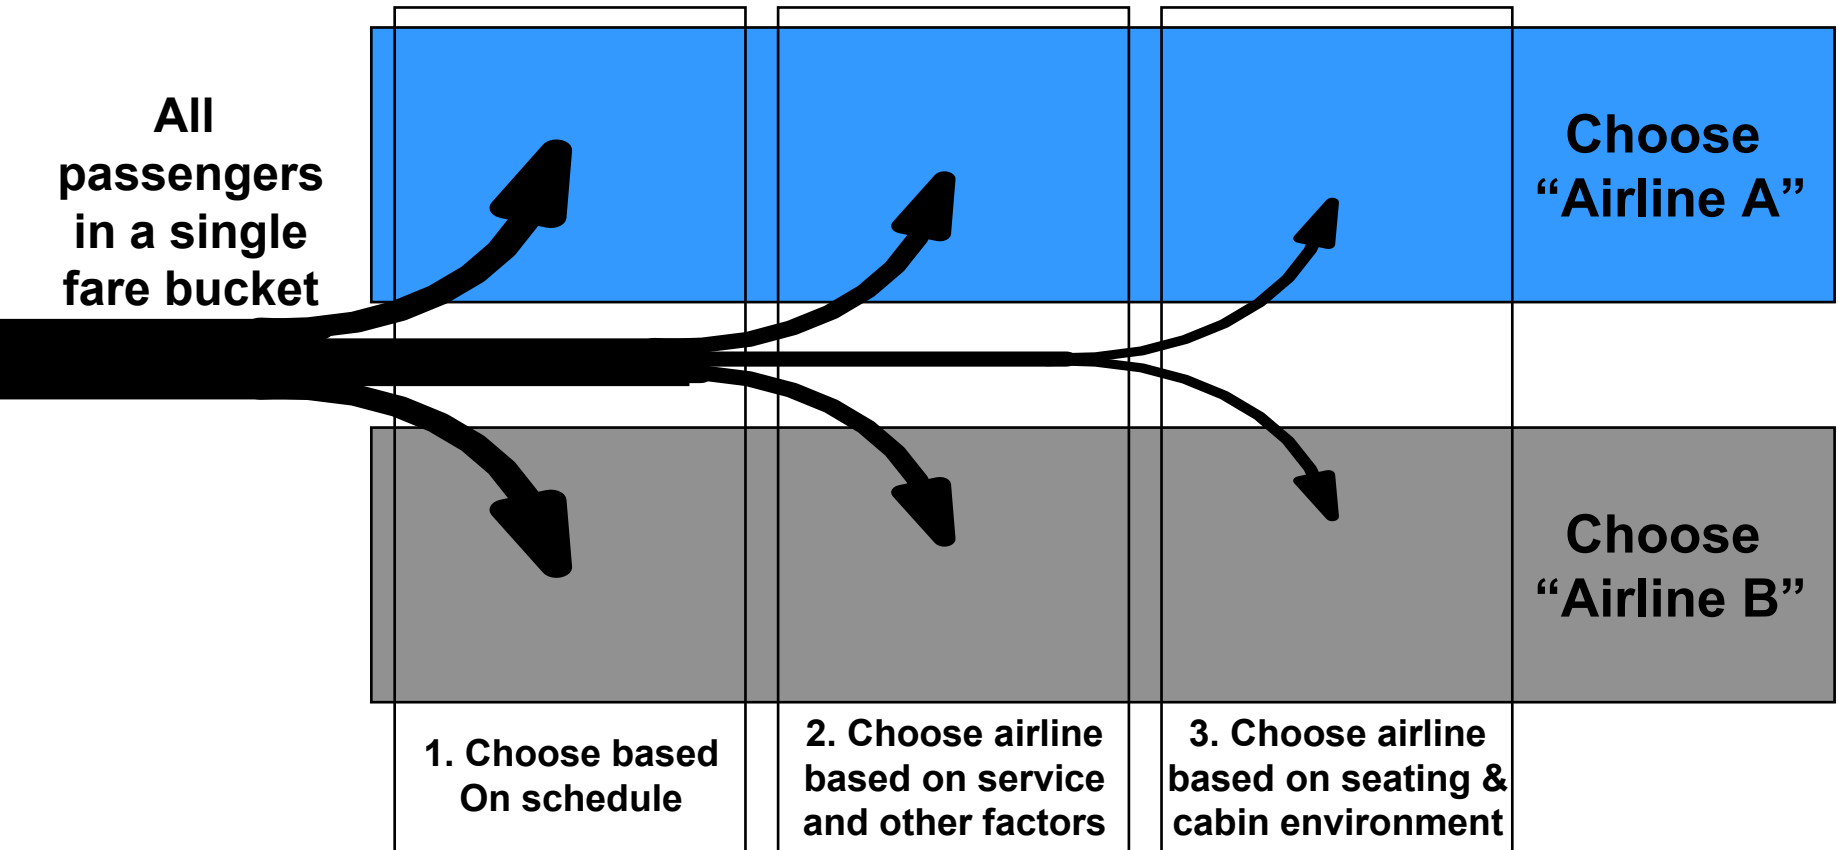 All
passengers
in a single
fare bucket
Choose
“Airline A”
Choose
“Airline B”
1. Choose based
On schedule
2. Choose airline
based on service
and other factors
3. Choose airline
based on seating &
cabin environment